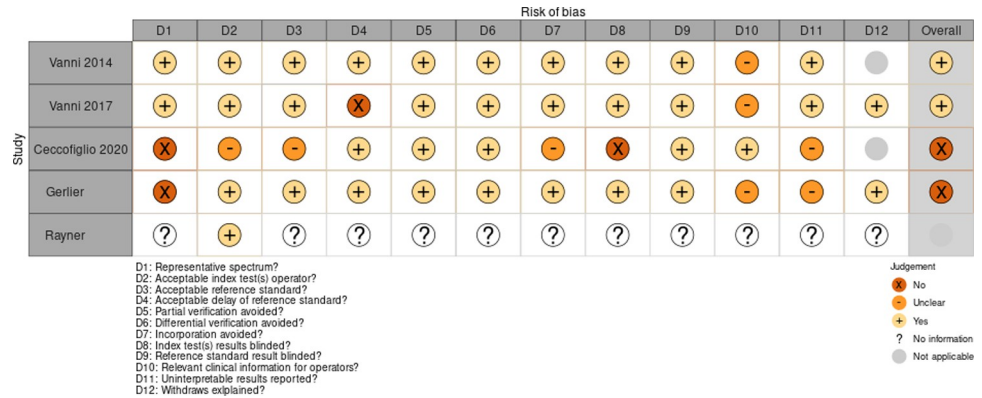 Risk of bias
D1 D2 D3 D4 D5 D6 D7 D8 D9 D10 D11 D12 Overall
Study
Vanni 2014 + + + + + + + + + - + +
Vanni 2017 + + + X + + + + + - + + +
Ceccofiglio 2020 X - - + + + - X + + - X
Gerlier X + + + + + + + + - - + X
Rayner ? + ? ? ? ? ? ? ? ? ? ?
D1: Representative spectrum?
D2: Acceptable index test(s) operator?
D3: Acceptable reference standard?
D4: Acceptable delay of reference standard?
D5: Partial verification avoided?
D6: Differential verification avoided?
D7: Incorporation avoided?
D8: Index test(s) results blinded?
D9: Reference standard result blinded?
D10: Relevant clinical information for operators?
D11: Uninterpretable results reported?
D12: Withdraws exlplained?
Judgement
X No
- Unclear
+ Yes
? No information
Not applicable